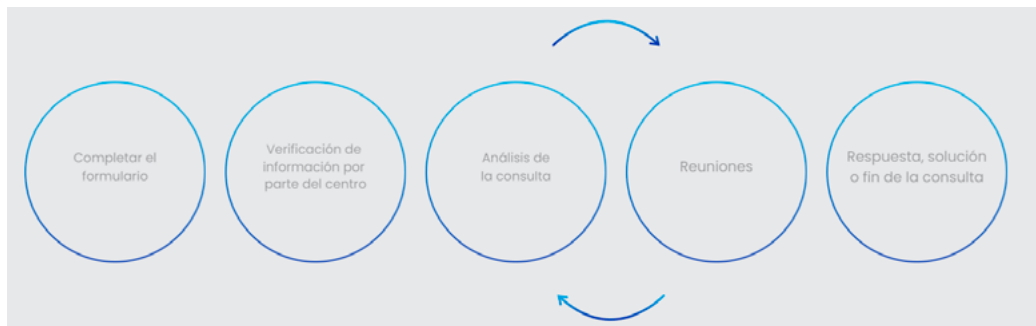 Completar el
formulario
Verificación de
información por
parte del centro
Análisis de
la consulta
Reuniones
Respuesta, solución
o fin de la consulta